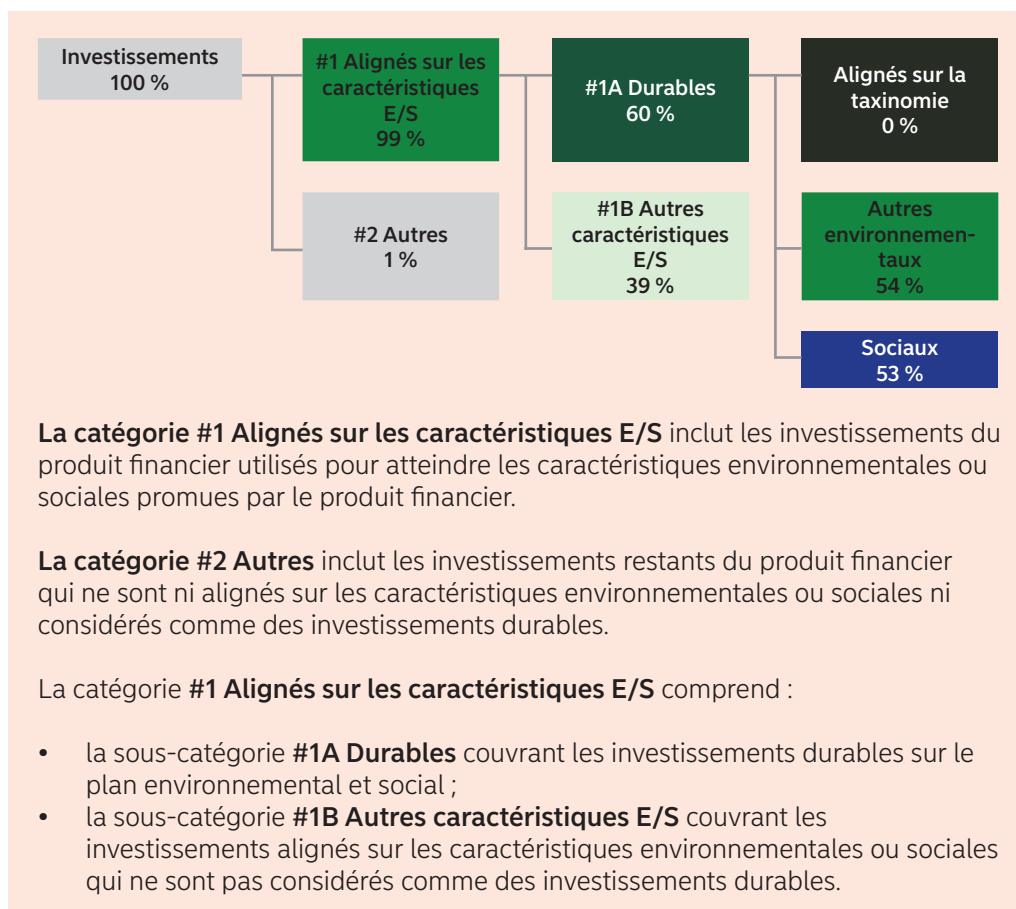 Investissements
100 %
#1 Alignés sur les
caractéristiques
E/S
99 %
#1A Durables
60 %
Alignés sur la
taxinomie
0 %
#2 Autres
1 %
#1B Autres
caractéristiques
E/S
39 %
Autres
environnemen-
taux
54 %
Sociaux
53 %
La catégorie #1 Alignés sur les caractéristiques E/S inclut les investissements du
produit financier utilisés pour atteindre les caractéristiques environnementales ou
sociales promues par le produit financier.
La catégorie #2 Autres inclut les investissements restants du produit financier
qui ne sont ni alignés sur les caractéristiques environnementales ou sociales ni
considérés comme des investissements durables.
La catégorie #1 Alignés sur les caractéristiques E/S comprend :
• la sous-catégorie #1A Durables couvrant les investissements durables sur le
plan environnemental et social ;
• la sous-catégorie #1B Autres caractéristiques E/S couvrant les
investissements alignés sur les caractéristiques environnementales ou sociales
qui ne sont pas considérés comme des investissements durables.